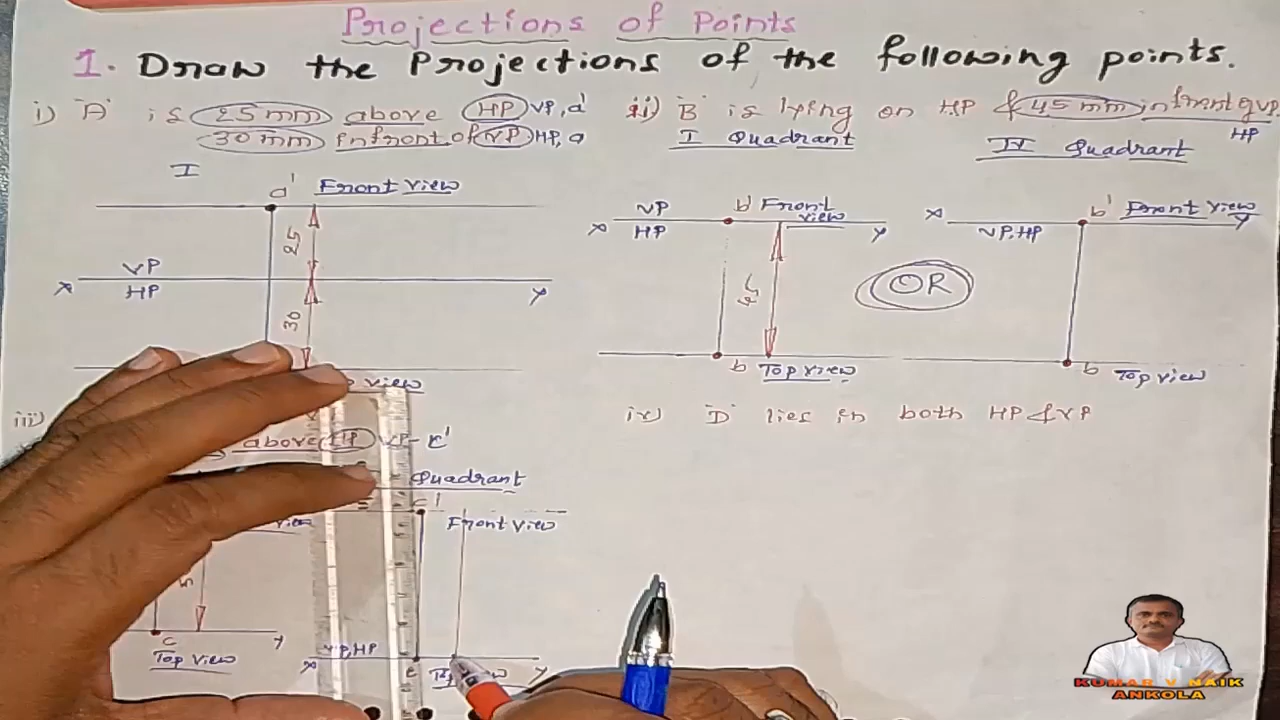 Projections of Points
1. Draw the Projections of the following points.
i) 'A' is 25 mm above HP VP, a'
30 mm infront of VP HP, a
ii) 'B' is lying on HP & 45 mm infront of VP
HP
I Quadrant
IV Quadrant
I
a' Front View
25
VP
HP
X
Y
30
view
VP
HP
X
b' Front
view
Y
45
b Top view
OR
X
VP, HP
b' Front View
Y
b Top view
iii)
above HP VP- c'
Quadrant
c'
Front View
iv) 'D' lies in both HP & VP
c
Y
Top View
VP, HP
X
c
Y
KUMAR V NAIK
ANKOLA